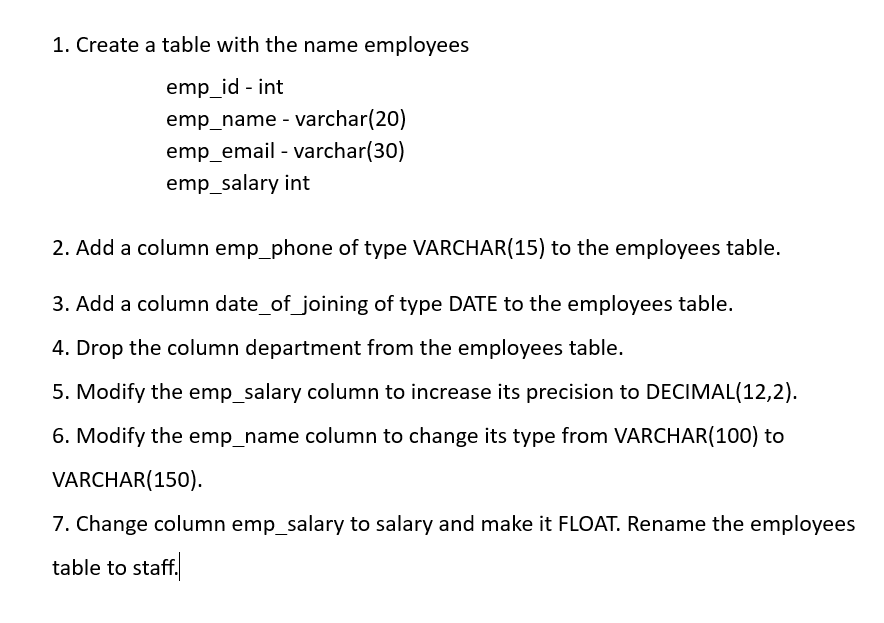 1. Create a table with the name employees
emp_id - int
emp_name - varchar(20)
emp_email - varchar(30)
emp_salary int
2. Add a column emp_phone of type VARCHAR(15) to the employees table.
3. Add a column date_of_joining of type DATE to the employees table.
4. Drop the column department from the employees table.
5. Modify the emp_salary column to increase its precision to DECIMAL(12,2).
6. Modify the emp_name column to change its type from VARCHAR(100) to
VARCHAR(150).
7. Change column emp_salary to salary and make it FLOAT. Rename the employees
table to staff.